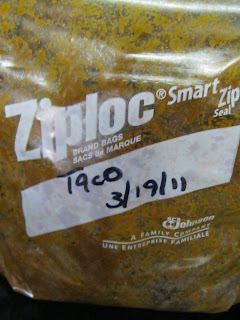 Ziploc® Smart Zip
Seal
BRAND BAGS
SACS de MARQUE
Taco
3/19/11
SC Johnson
A FAMILY COMPANY
UNE ENTREPRISE FAMILIALE